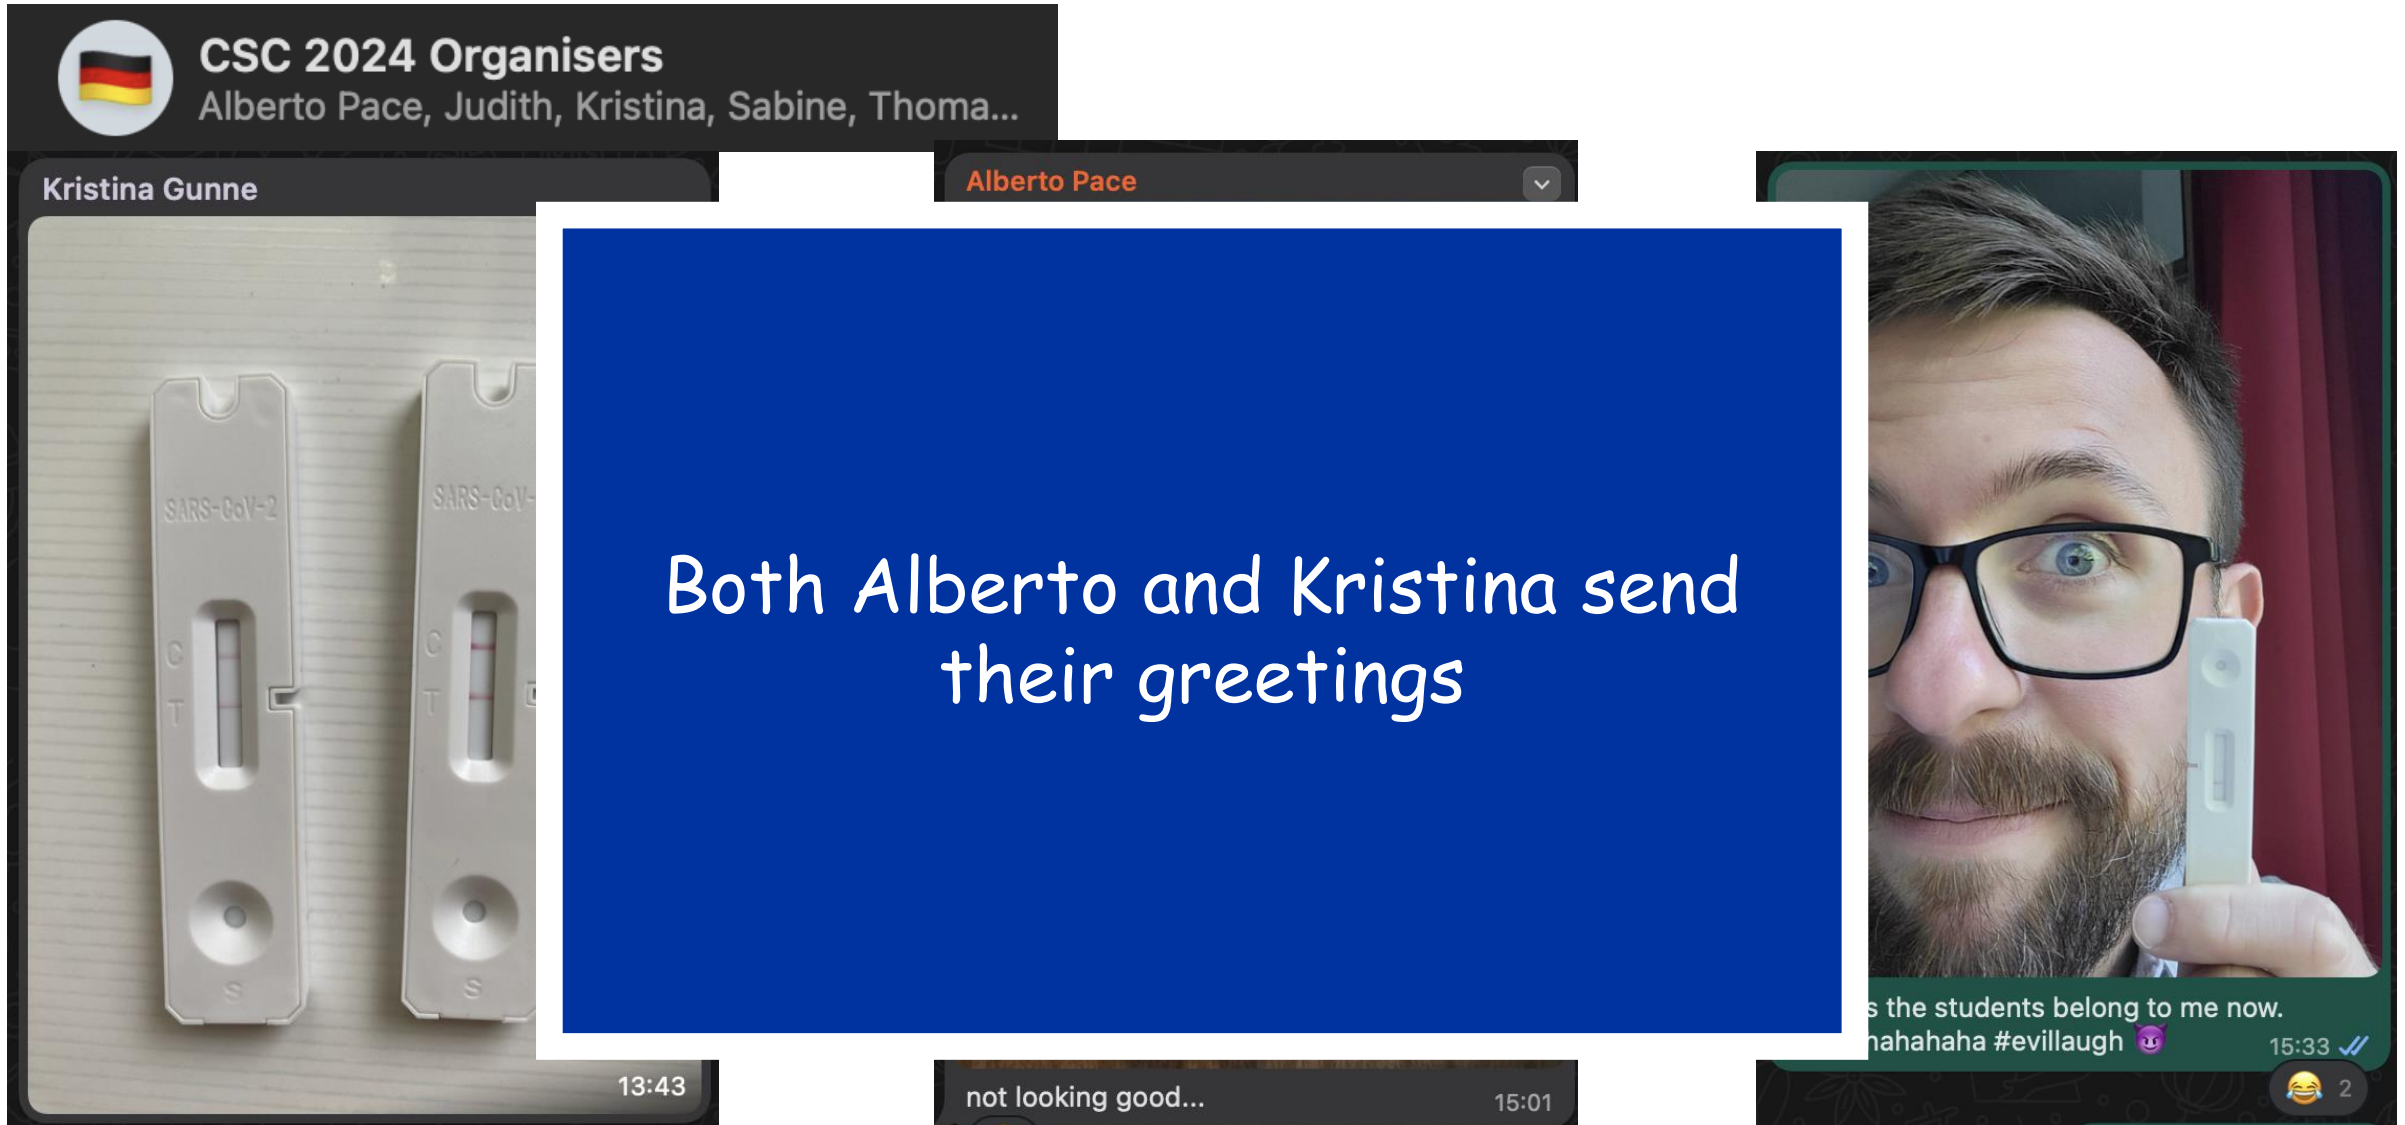 CSC 2024 Organisers
Alberto Pace, Judith, Kristina, Sabine, Thoma...
Kristina Gunne
SARS-CoV-2
C
T
S
SARS-CoV-
C
T
S
13:43
Alberto Pace
Both Alberto and Kristina send
their greetings
not looking good...
15:01
s the students belong to me now.
hahahaha #evillaugh 😈
15:33
😂 2